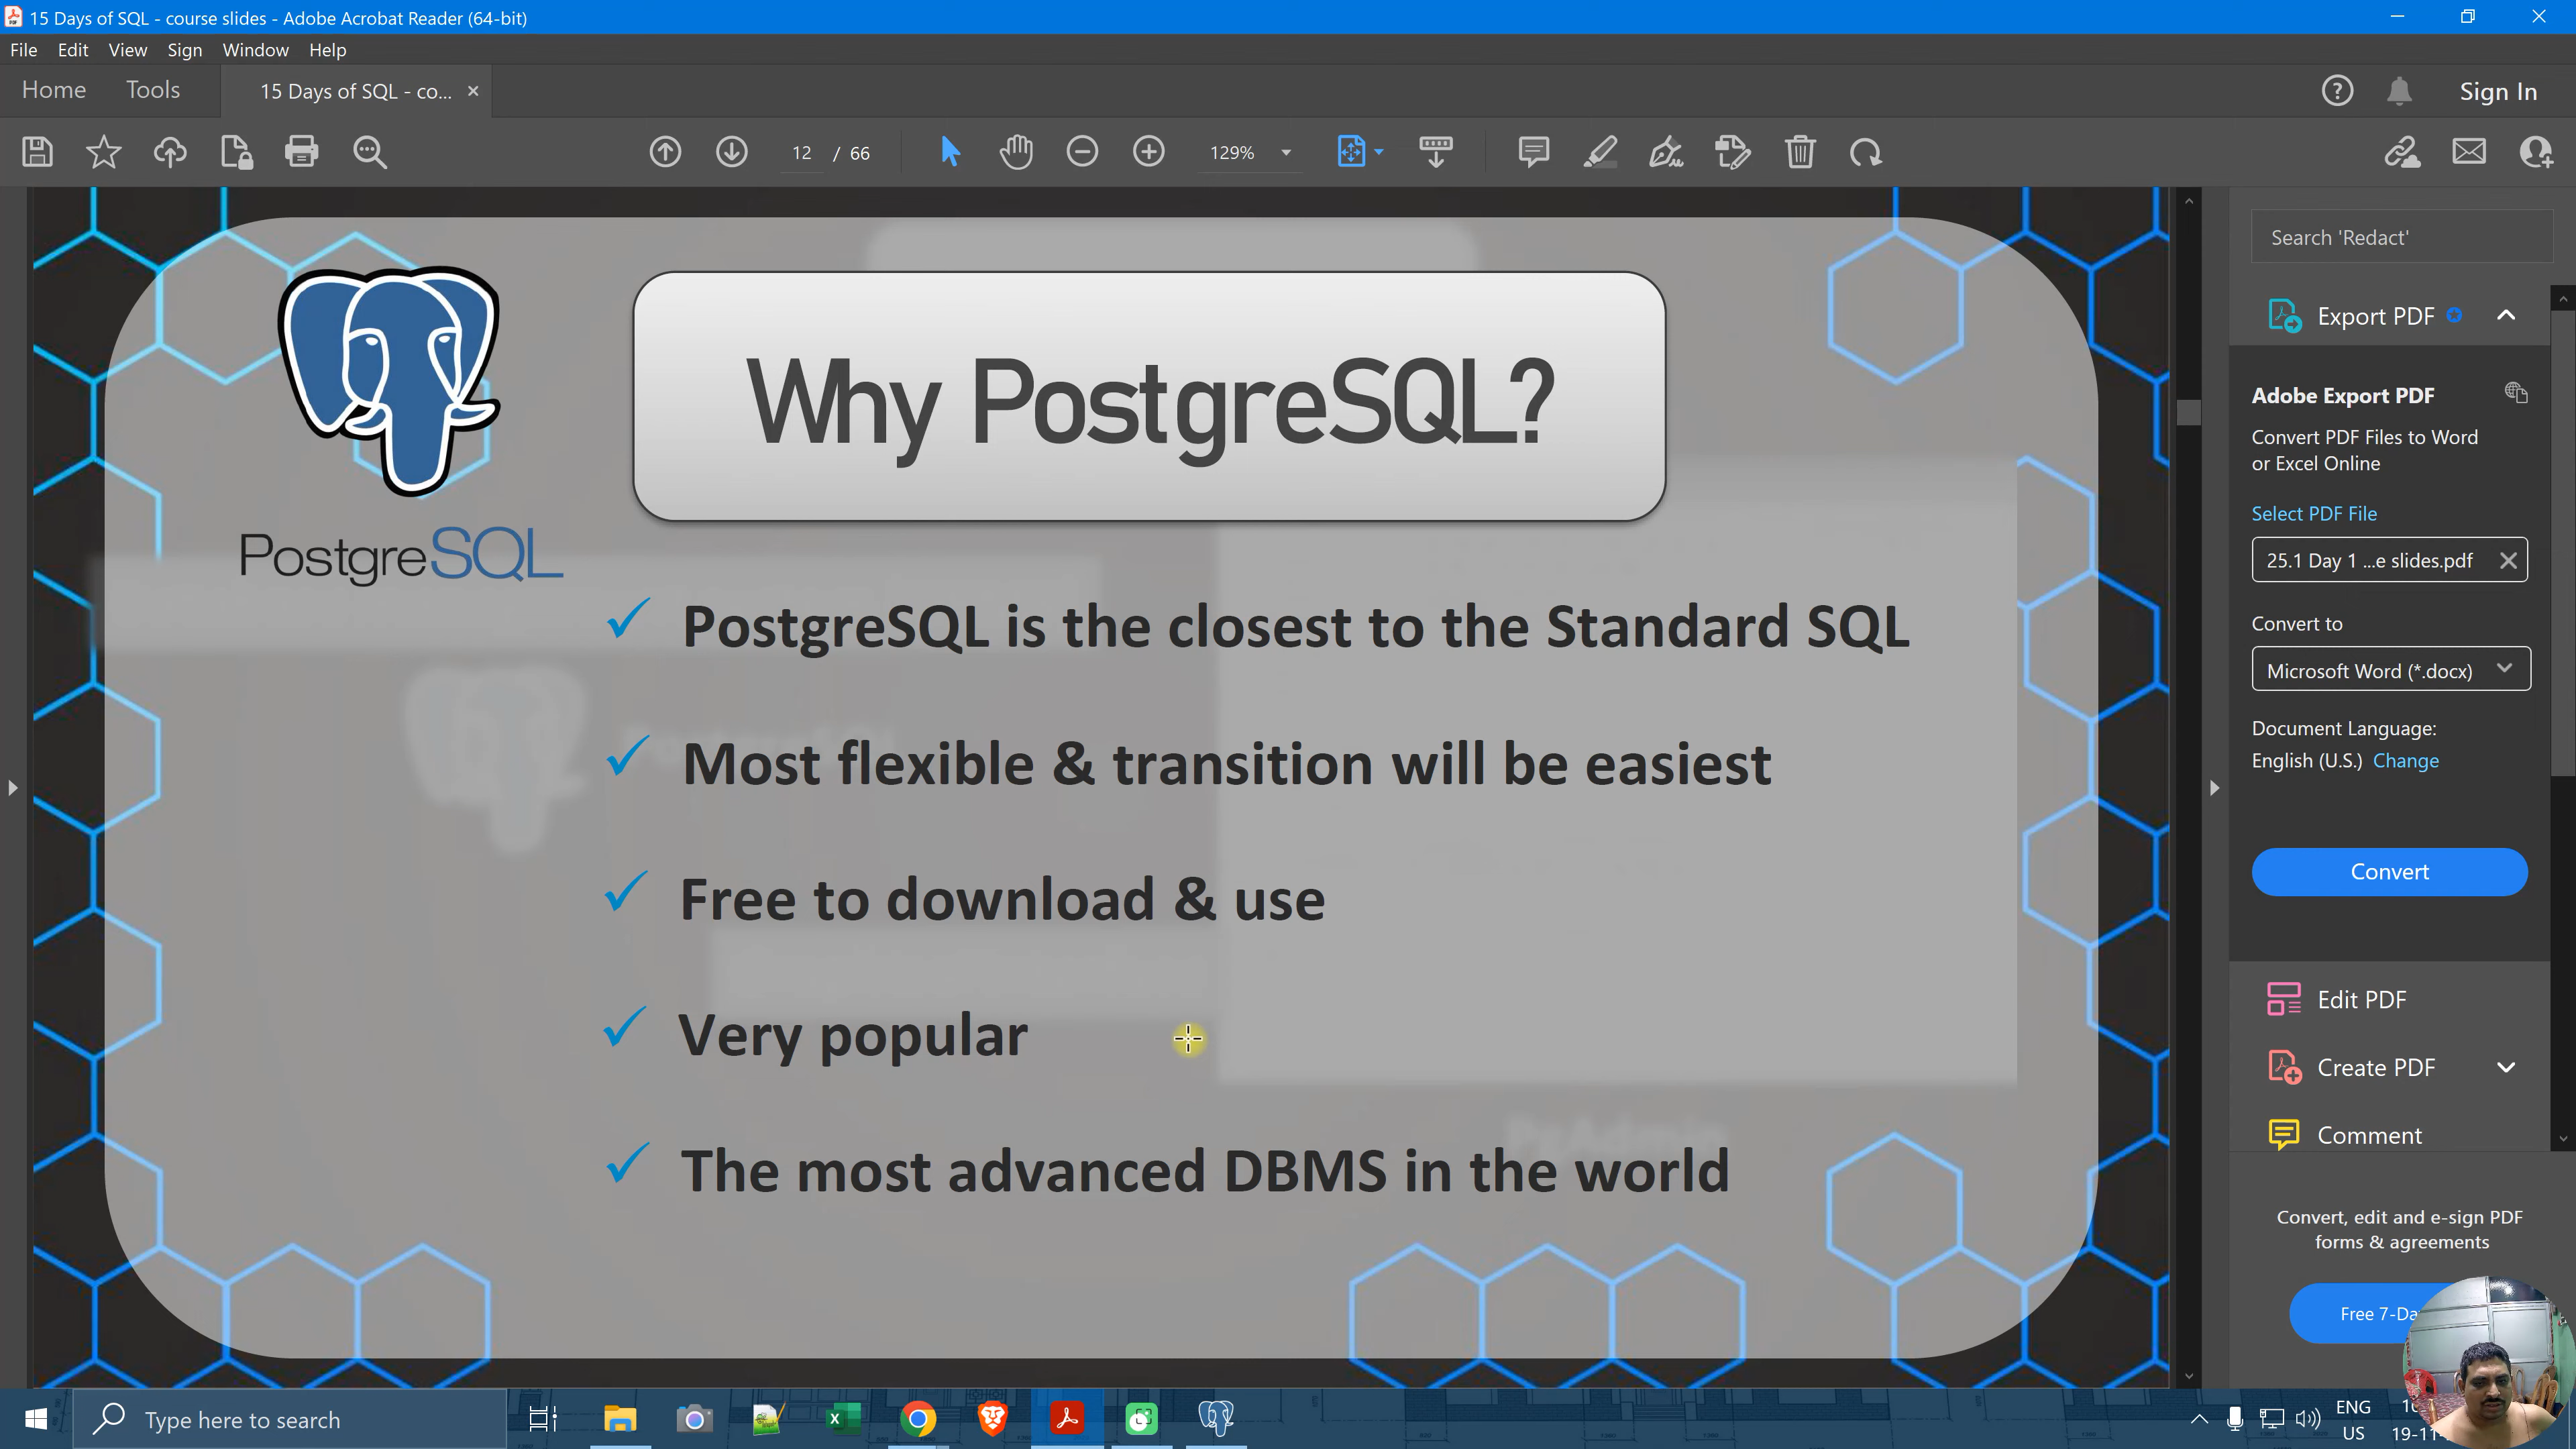 15 Days of SQL - course slides - Adobe Acrobat Reader (64-bit)
File Edit View Sign Window Help
Home Tools 15 Days of SQL - co... Sign In
12 / 66 129%
Why PostgreSQL?
PostgreSQL
PostgreSQL is the closest to the Standard SQL
Most flexible & transition will be easiest
Free to download & use
Very popular
The most advanced DBMS in the world
Search 'Redact'
Export PDF
Adobe Export PDF
Convert PDF Files to Word
or Excel Online
Select PDF File
25.1 Day 1 ...e slides.pdf
Convert to
Microsoft Word (*.docx)
Document Language:
English (U.S.) Change
Convert
Edit PDF
Create PDF
Comment
Convert, edit and e-sign PDF
forms & agreements
Free 7-Da
Type here to search
ENG
US
19-11